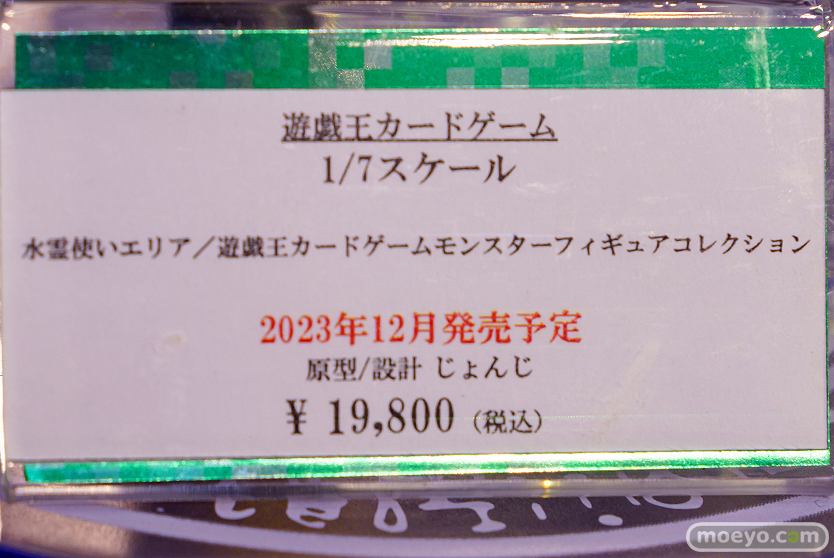 遊戯王カードゲーム
1/7スケール
水霊使いエリア／遊戯王カードゲームモンスターフィギュアコレクション
2023年12月発売予定
原型/設計 じょんじ
¥ 19,800 (税込)
moeyo.com